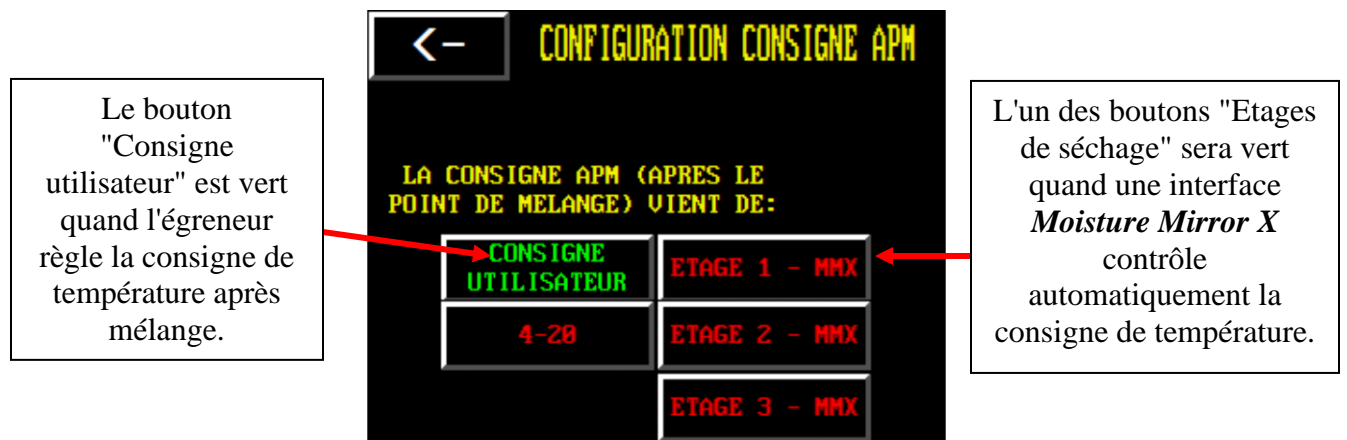 <- CONFIGURATION CONSIGNE APM
Le bouton
"Consigne
utilisateur" est vert
quand l'égreneur
règle la consigne de
température après
mélange.
LA CONSIGNE APM (APRES LE
POINT DE MELANGE) VIENT DE:
CONSIGNE
UTILISATEUR
4-20
ETAGE 1 - MMX
ETAGE 2 - MMX
ETAGE 3 - MMX
L'un des boutons "Etages
de séchage" sera vert
quand une interface
Moisture Mirror X
contrôle
automatiquement la
consigne de température.